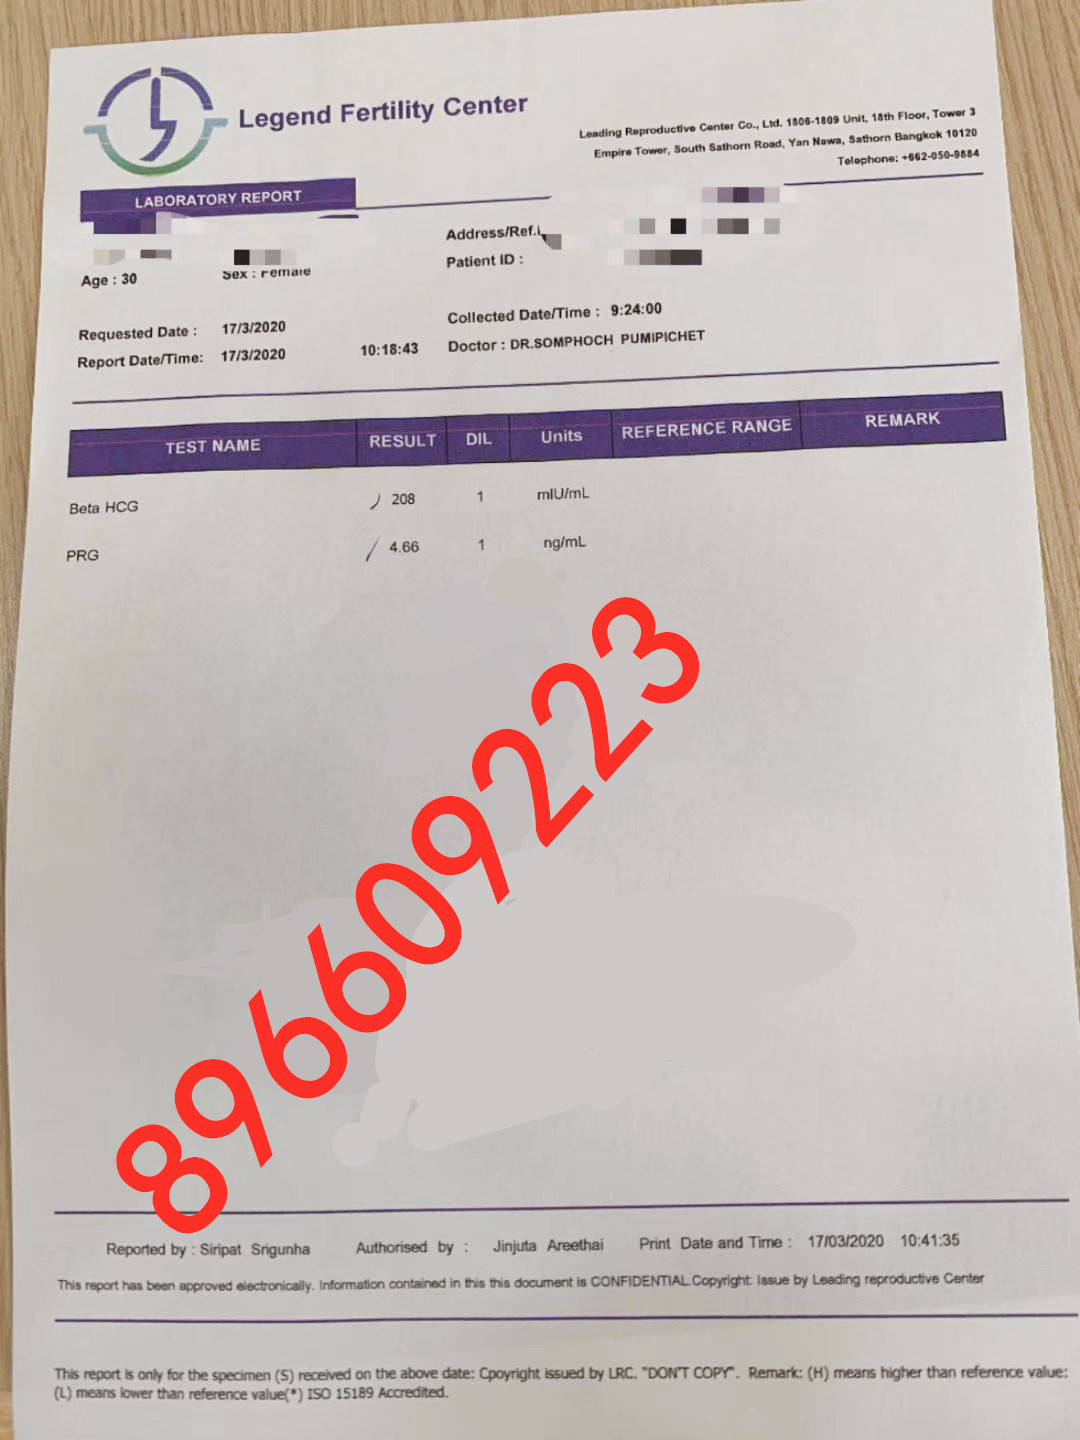 Legend Fertility Center
Leading Reproductive Center Co., Ltd. 1806-1809 Unit, 18th Floor, Tower 3
Empire Tower, South Sathorn Road, Yan Nawa, Sathorn Bangkok 10120
Telephone: +662-050-9884
LABORATORY REPORT
Address/Ref.
Patient ID :
Age : 30 Sex : Female
Requested Date : 17/3/2020 Collected Date/Time : 9:24:00
Report Date/Time: 17/3/2020 10:18:43 Doctor : DR.SOMPHOCH PUMIPICHET
TEST NAME RESULT DIL Units REFERENCE RANGE REMARK
Beta HCG 208 1 mIU/mL
PRG 4.66 1 ng/mL
896609223
Reported by : Siripat Srigunha Authorised by : Jinjuta Areethai Print Date and Time : 17/03/2020 10:41:35
This report has been approved electronically. Information contained in this this document is CONFIDENTIAL.Copyright: Issue by Leading reproductive Center
This report is only for the specimen (S) received on the above date: Cpoyright issued by LRC. "DON'T COPY". Remark: (H) means higher than reference value:
(L) means lower than reference value(*) ISO 15189 Accredited.